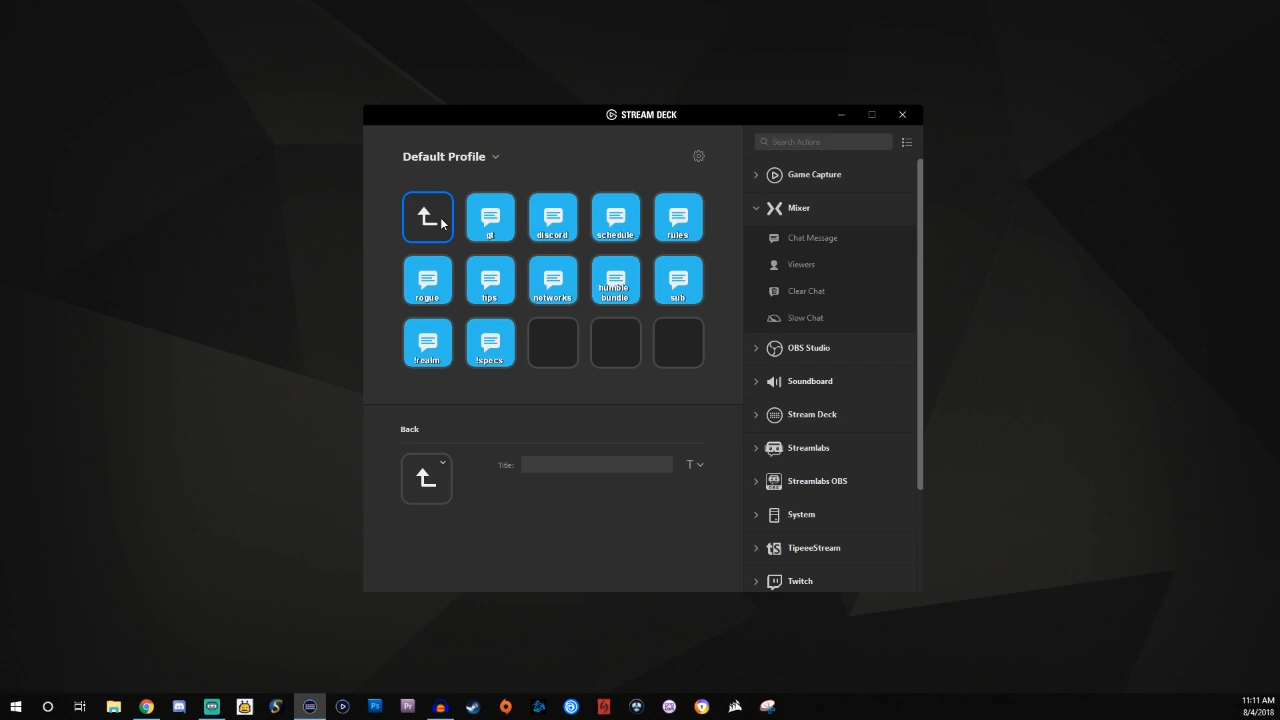 STREAM DECK
Default Profile
Search Actions
gt
discord
schedule
rules
rogue
tips
networks
humble
bundle
sub
!realm
!specs
Back
Title:
T
Game Capture
Mixer
Chat Message
Viewers
Clear Chat
Slow Chat
OBS Studio
Soundboard
Stream Deck
Streamlabs
Streamlabs OBS
System
TipeeeStream
Twitch
11:11 AM
8/4/2018